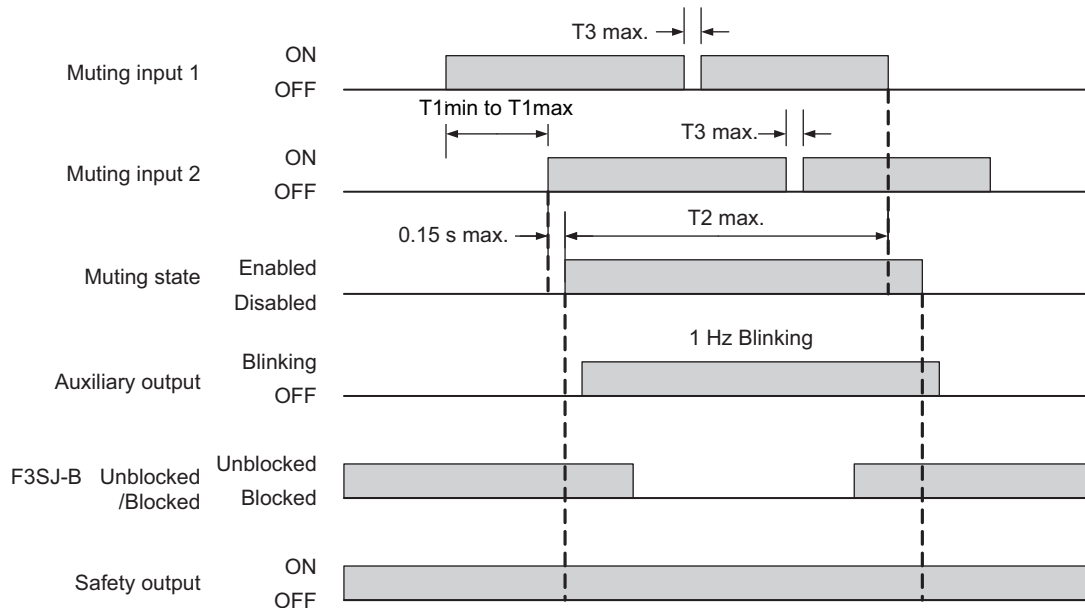 T3 max.
Muting input 1
ON
OFF
T1min to T1max
T3 max.
Muting input 2
ON
OFF
0.15 s max.
T2 max.
Muting state
Enabled
Disabled
1 Hz Blinking
Auxiliary output
Blinking
OFF
F3SJ-B Unblocked
/Blocked
Unblocked
Blocked
Safety output
ON
OFF